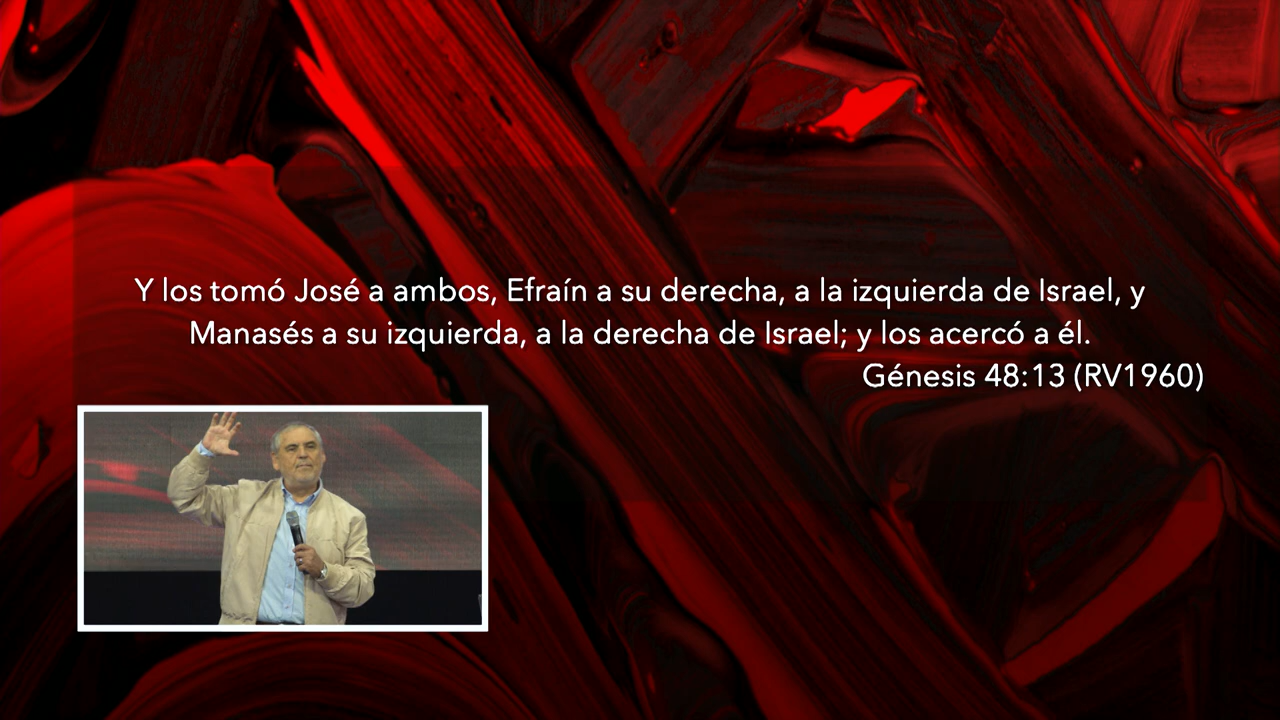 Y los tomó José a ambos, Efraín a su derecha, a la izquierda de Israel, y
Manasés a su izquierda, a la derecha de Israel; y los acercó a él.
Génesis 48:13 (RV1960)